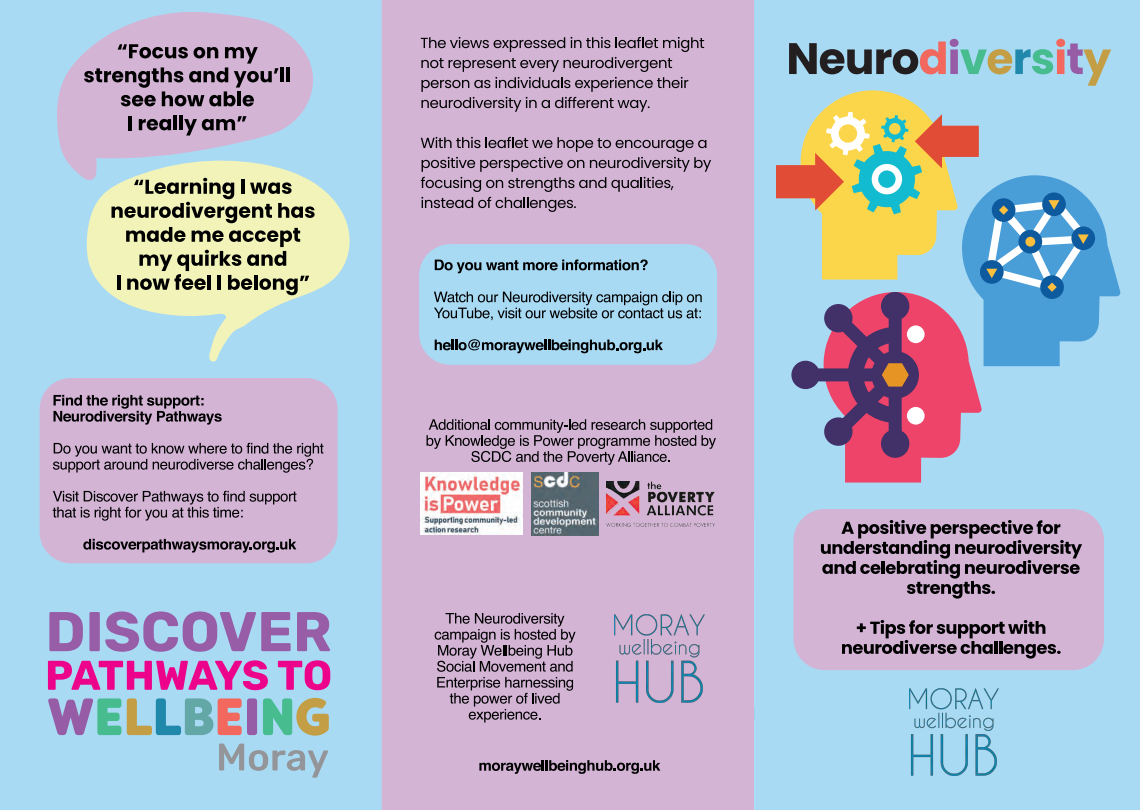 “Focus on my
strengths and you’ll
see how able
I really am”
“Learning I was
neurodivergent has
made me accept
my quirks and
I now feel I belong”
Find the right support:
Neurodiversity Pathways
Do you want to know where to find the right
support around neurodiverse challenges?
Visit Discover Pathways to find support
that is right for you at this time:
discoverpathwaysmoray.org.uk
DISCOVER
PATHWAYS TO
WELLBEING
Moray
The views expressed in this leaflet might
not represent every neurodivergent
person as individuals experience their
neurodiversity in a different way.
With this leaflet we hope to encourage a
positive perspective on neurodiversity by
focusing on strengths and qualities,
instead of challenges.
Do you want more information?
Watch our Neurodiversity campaign clip on
YouTube, visit our website or contact us at:
hello@moraywellbeinghub.org.uk
Additional community-led research supported
by Knowledge is Power programme hosted by
SCDC and the Poverty Alliance.
Knowledge
is Power
Supporting community-led
action research
scdc
scottish
community
development
centre
the
POVERTY
ALLIANCE
WORKING TOGETHER TO COMBAT POVERTY
The Neurodiversity
campaign is hosted by
Moray Wellbeing Hub
Social Movement and
Enterprise harnessing
the power of lived
experience.
MORAY
wellbeing
HUB
moraywellbeinghub.org.uk
Neurodiversity
A positive perspective for
understanding neurodiversity
and celebrating neurodiverse
strengths.
+ Tips for support with
neurodiverse challenges.
MORAY
wellbeing
HUB